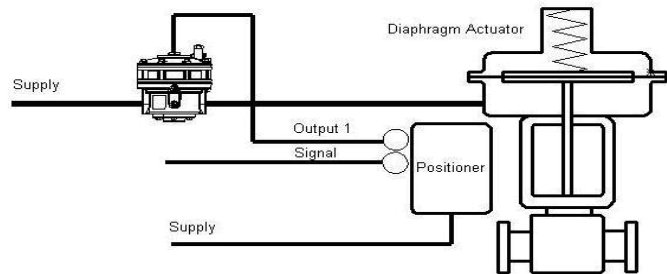 Diaphragm Actuator
Supply
Output 1
Signal
Positioner
Supply